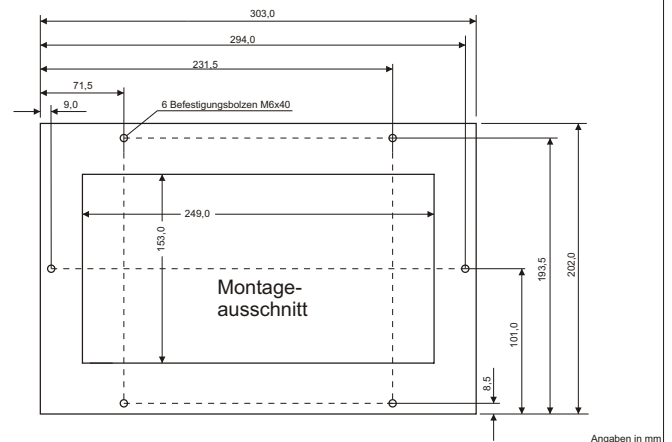 303,0
294,0
231,5
71,5
9,0
6 Befestigungsbolzen M6x40
249,0
153,0
Montage-
ausschnitt
193,5
202,0
101,0
8,5
Angaben in mm